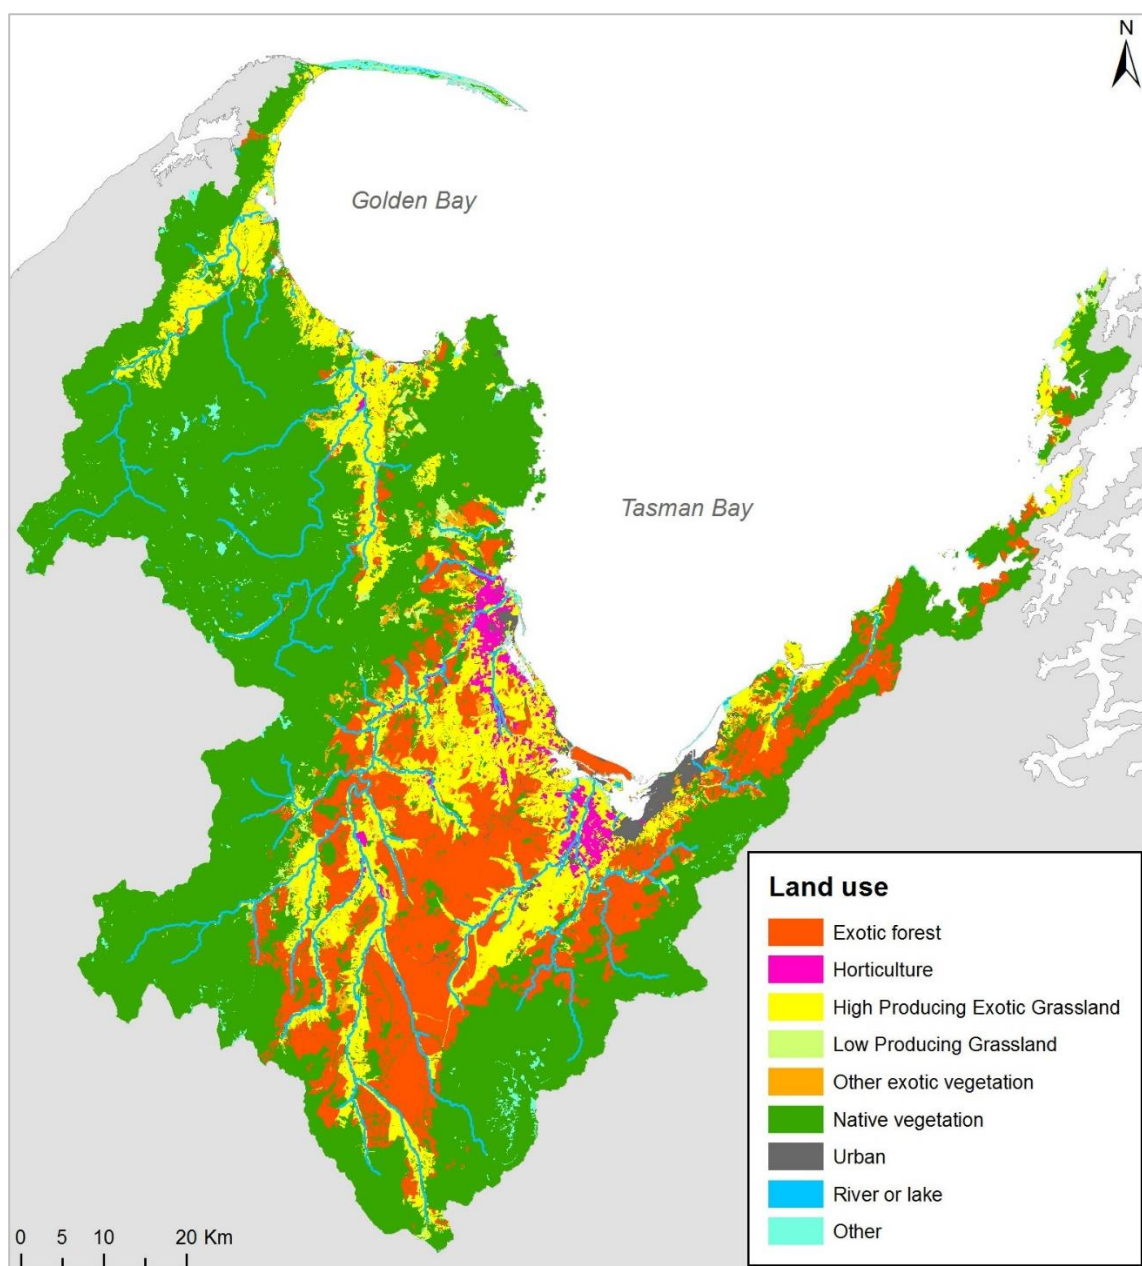 N
Golden Bay
Tasman Bay
Land use
Exotic forest
Horticulture
High Producing Exotic Grassland
Low Producing Grassland
Other exotic vegetation
Native vegetation
Urban
River or lake
Other
0 5 10 20 Km